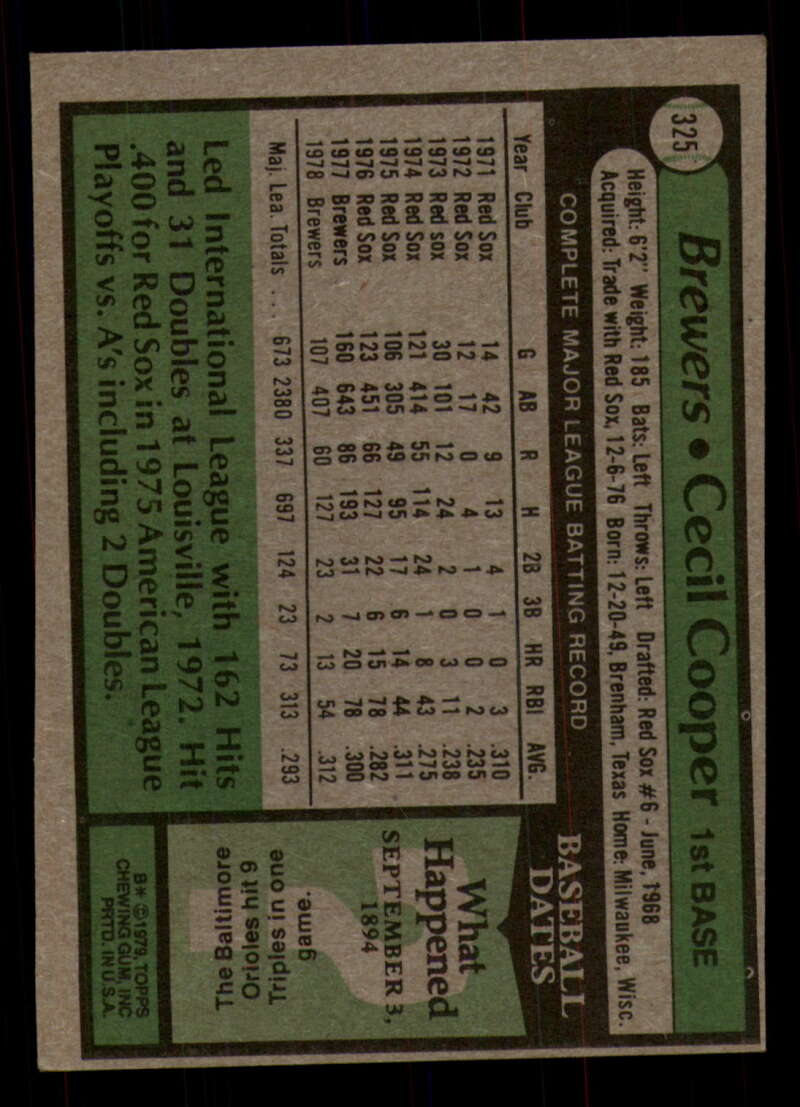 325
Brewers • Cecil Cooper 1st BASE
Height: 6'2" Weight: 185 Bats: Left Throws: Left Drafted: Red Sox #6 - June, 1968
Acquired: Trade with Red Sox, 12-6-76 Born: 12-20-49, Brenham, Texas Home: Milwaukee, Wisc.
COMPLETE MAJOR LEAGUE BATTING RECORD
Year Club G AB R H 2B 3B HR RBI AVG.
1971 Red Sox 14 42 9 13 4 1 0 3 .310
1972 Red Sox 12 17 0 4 1 0 0 2 .235
1973 Red sox 30 101 12 24 2 0 3 11 .238
1974 Red Sox 121 414 55 114 24 1 8 43 .275
1975 Red Sox 106 305 49 95 17 6 14 44 .311
1976 Red Sox 123 451 66 127 22 6 15 78 .282
1977 Brewers 160 643 86 193 31 7 20 78 .300
1978 Brewers 107 407 60 127 23 2 13 54 .312
Maj. Lea. Totals . . . 673 2380 337 697 124 23 73 313 .293
Led International League with 162 Hits
and 31 Doubles at Louisville, 1972. Hit
.400 for Red Sox in 1975 American League
Playoffs vs. A's including 2 Doubles.
BASEBALL
DATES
What
Happened
SEPTEMBER 3,
1894
?
The Baltimore
Orioles hit 9
Triples in one
game.
B* © 1979, TOPPS
CHEWING GUM, INC
PRTD. IN U.S.A.